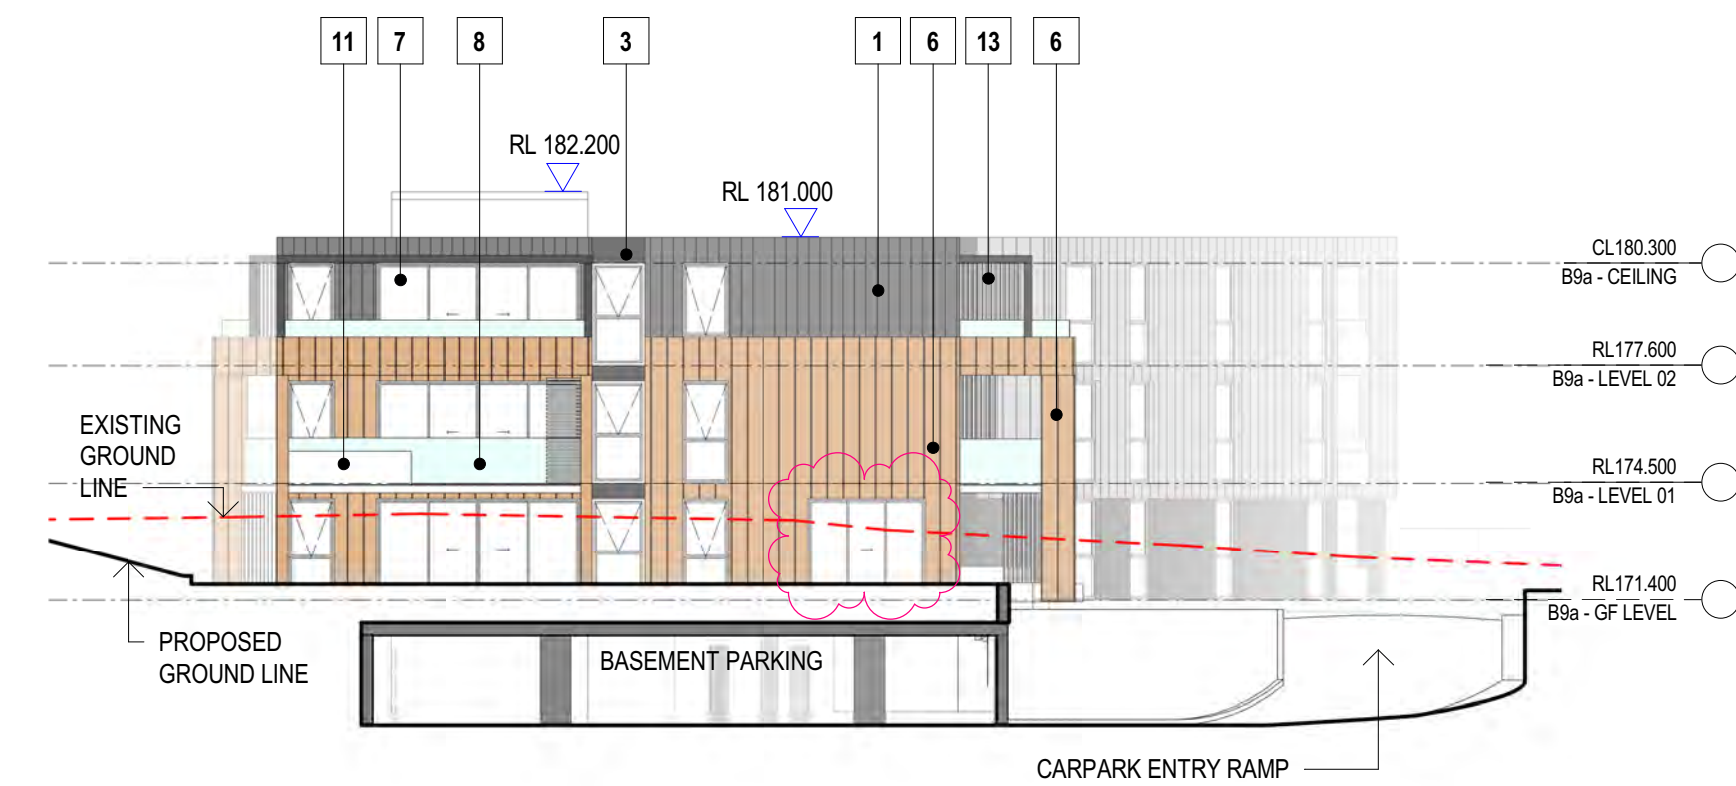 11 7 8 3 1 6 13 6
RL 182.200
RL 181.000
CL180.300
B9a - CEILING
RL177.600
B9a - LEVEL 02
EXISTING
GROUND
LINE
RL174.500
B9a - LEVEL 01
RL171.400
B9a - GF LEVEL
PROPOSED
GROUND LINE
BASEMENT PARKING
CARPARK ENTRY RAMP